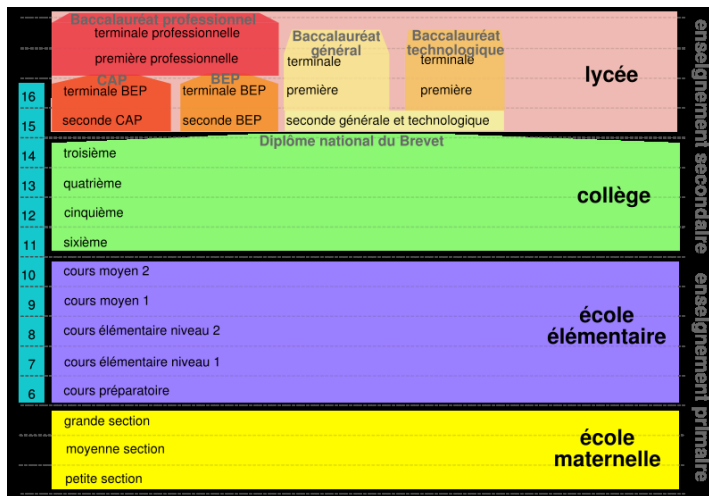 Baccalauréat professionnel
terminale professionnelle
première professionnelle
Baccalauréat
général
terminale
première
Baccalauréat
technologique
terminale
première
lycée
CAP
terminale BEP
seconde CAP
BEP
terminale BEP
seconde BEP
seconde générale et technologique
16
15
Diplôme national du Brevet
14 troisième
13 quatrième
12 cinquième
11 sixième
collège
10 cours moyen 2
9 cours moyen 1
8 cours élémentaire niveau 2
7 cours élémentaire niveau 1
6 cours préparatoire
école
élémentaire
grande section
moyenne section
petite section
école
maternelle
enseignement secondaire
enseignement primaire